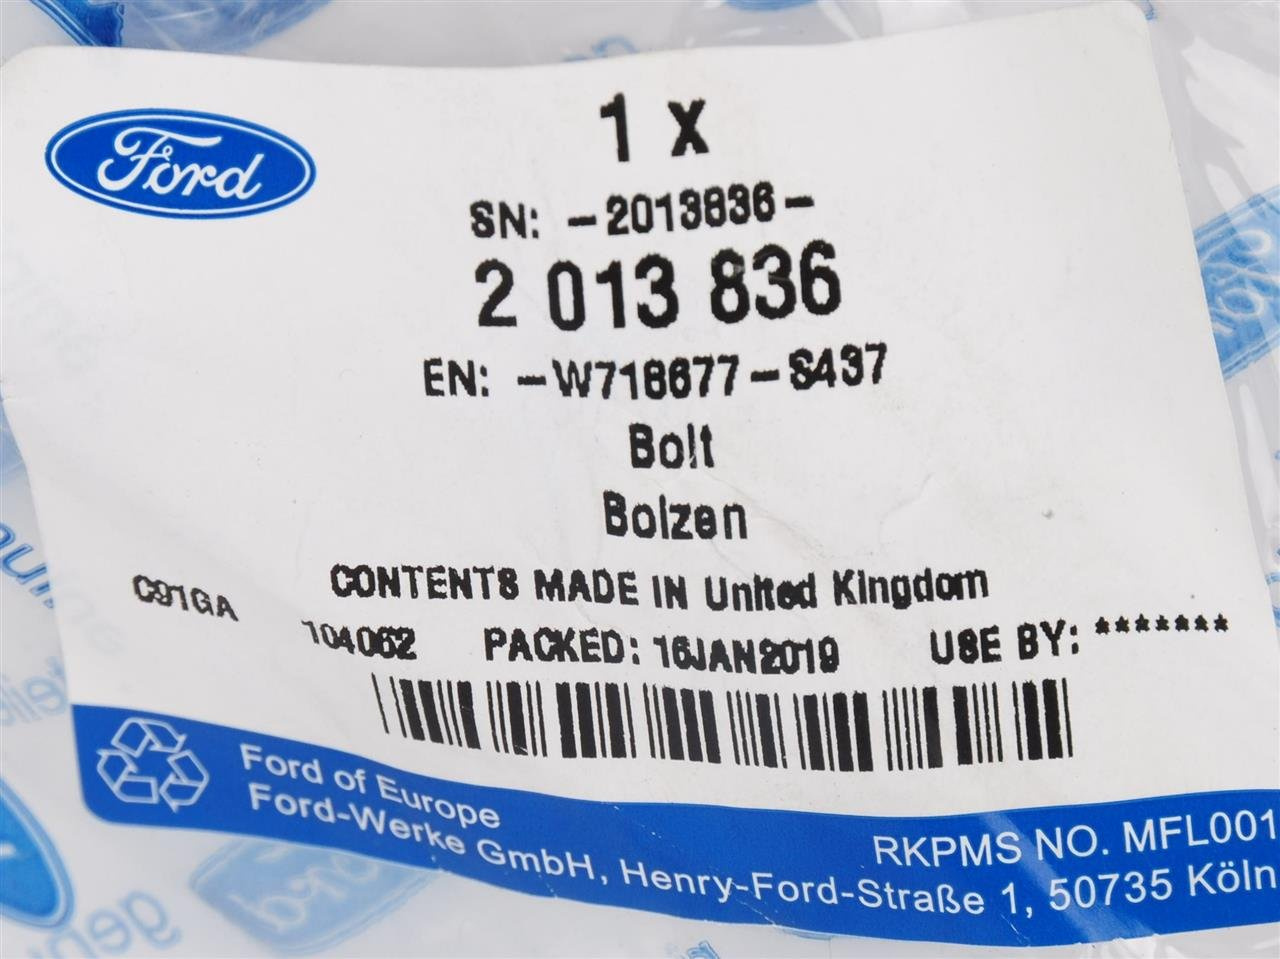 Ford
1 x
SN: -2013836-
2 013 836
EN: -W718677-S437
Bolt
Bolzen
CONTENTS MADE IN United Kingdom
C91GA
104062 PACKED: 16JAN2019 USE BY: *******
Ford of Europe
Ford-Werke GmbH, Henry-Ford-Straße 1, 50735 Köln
RKPMS NO. MFL001